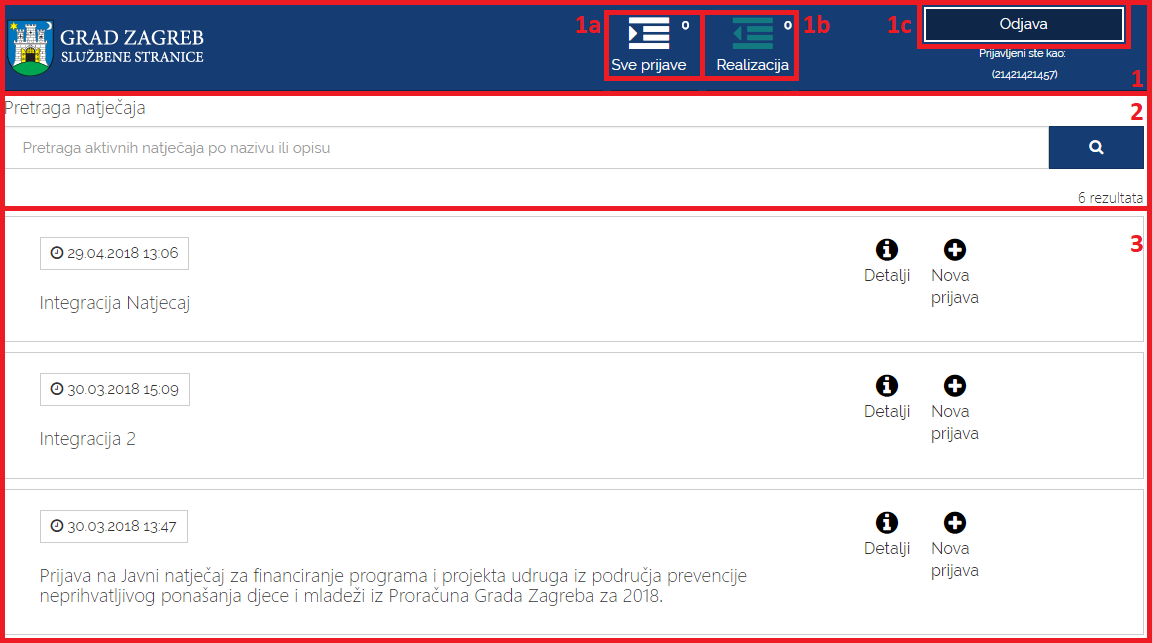 GRAD ZAGREB
SLUŽBENE STRANICE
1a
0
Sve prijave
0
Realizacija
1b
1c
Odjava
Prijavljeni ste kao:
(21421421457)
1
Pretraga natječaja
2
Pretraga aktivnih natječaja po nazivu ili opisu
6 rezultata
3
29.04.2018 13:06
Integracija Natjecaj
Detalji
Nova
prijava
30.03.2018 15:09
Integracija 2
Detalji
Nova
prijava
30.03.2018 13:47
Prijava na Javni natječaj za financiranje programa i projekta udruga iz područja prevencije
neprihvatljivog ponašanja djece i mladeži iz Proračuna Grada Zagreba za 2018.
Detalji
Nova
prijava